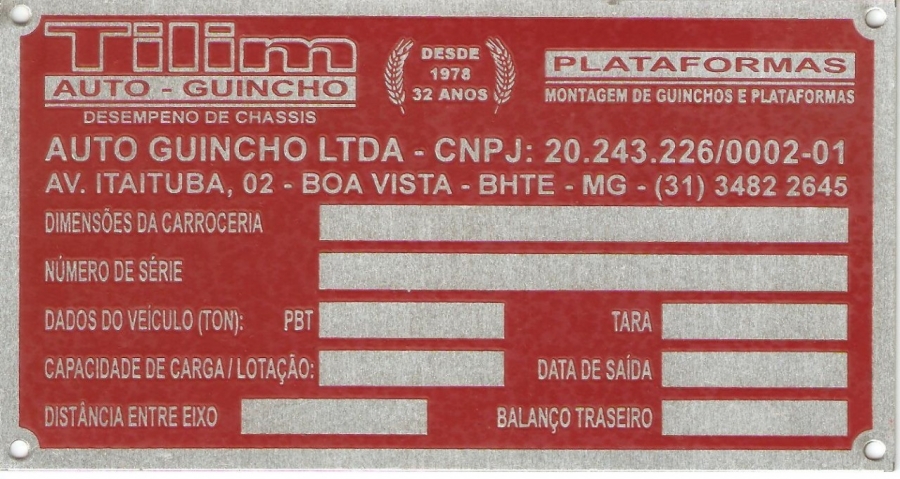 Tilim
AUTO - GUINCHO
DESEMPENO DE CHASSIS
DESDE
1978
32 ANOS
PLATAFORMAS
MONTAGEM DE GUINCHOS E PLATAFORMAS
AUTO GUINCHO LTDA - CNPJ: 20.243.226/0002-01
AV. ITAITUBA, 02 - BOA VISTA - BHTE - MG - (31) 3482 2645
DIMENSÕES DA CARROCERIA
NÚMERO DE SÉRIE
DADOS DO VEÍCULO (TON): PBT TARA
CAPACIDADE DE CARGA / LOTAÇÃO: DATA DE SAÍDA
DISTÂNCIA ENTRE EIXO BALANÇO TRASEIRO